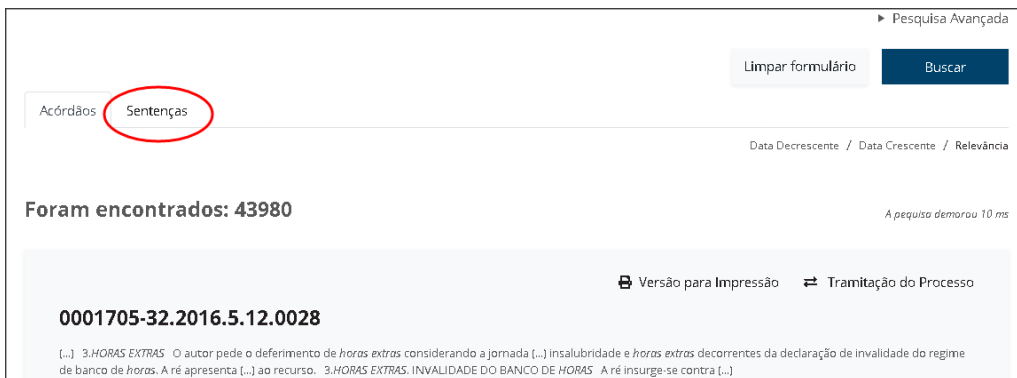 ▶ Pesquisa Avançada
Limpar formulário Buscar
Acórdãos Sentenças
Data Decrescente / Data Crescente / Relevância
Foram encontrados: 43980
A pequisa demorou 10 ms
Versão para Impressão Tramitação do Processo
0001705-32.2016.5.12.0028
[...] 3.HORAS EXTRAS O autor pede o deferimento de horas extras considerando a jornada [...] insalubridade e horas extras decorrentes da declaração de invalidade do regime
de banco de horas. A ré apresenta [...] ao recurso. 3.HORAS EXTRAS. INVALIDADE DO BANCO DE HORAS A ré insurge-se contra [...]